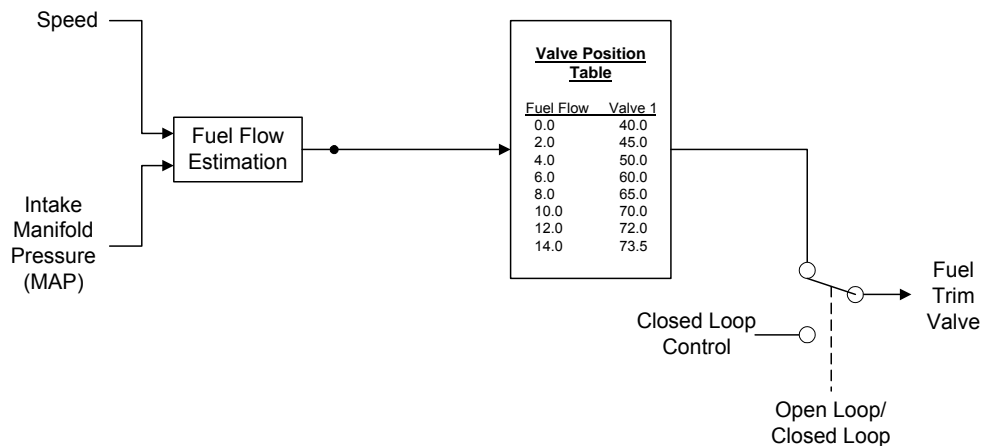 Speed
Fuel Flow
Estimation
Intake
Manifold
Pressure
(MAP)
Valve Position
Table
Fuel Flow Valve 1
0.0 40.0
2.0 45.0
4.0 50.0
6.0 60.0
8.0 65.0
10.0 70.0
12.0 72.0
14.0 73.5
Fuel
Trim
Valve
Closed Loop
Control
Open Loop/
Closed Loop